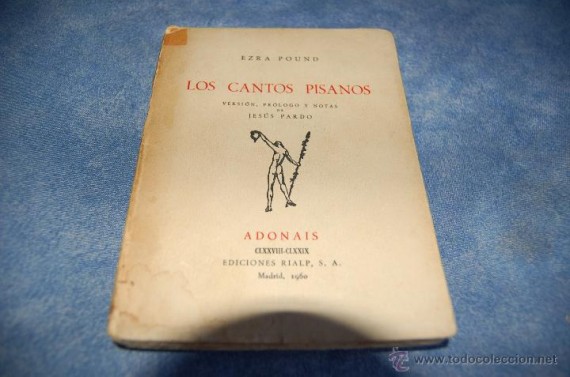 EZRA POUND
LOS CANTOS PISANOS
VERSIÓN, PRÓLOGO Y NOTAS
DE
JESÚS PARDO
ADONAIS
CLXXVIII-CLXXIX
EDICIONES RIALP, S. A.
Madrid, 1960
www.todocoleccion.net